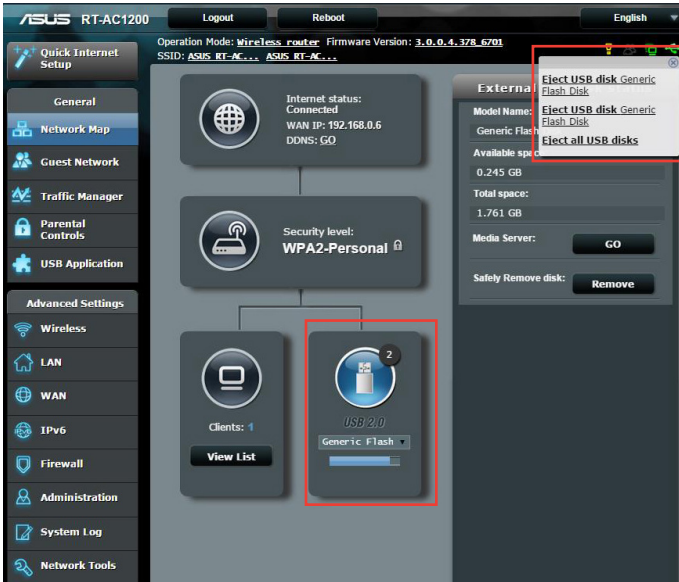 ASUS RT-AC1200
Logout
Reboot
English
Quick Internet
Setup
Operation Mode: Wireless router Firmware Version: 3.0.0.4.378_6701
SSID: ASUS RT-AC... ASUS RT-AC...
General
Network Map
Guest Network
Traffic Manager
Parental
Controls
USB Application
Advanced Settings
Wireless
LAN
WAN
IPv6
Firewall
Administration
System Log
Network Tools
Internet status:
Connected
WAN IP: 192.168.0.6
DDNS: GO
Security level:
WPA2-Personal
Clients: 1
View List
2
USB 2.0
Generic Flash
External
Model Name:
Generic Flash
Available
0.245 GB
Total space:
1.761 GB
Media Server:
GO
Safely Remove disk:
Remove
Eject USB disk Generic
Flash Disk
Eject USB disk Generic
Flash Disk
Eject all USB disks